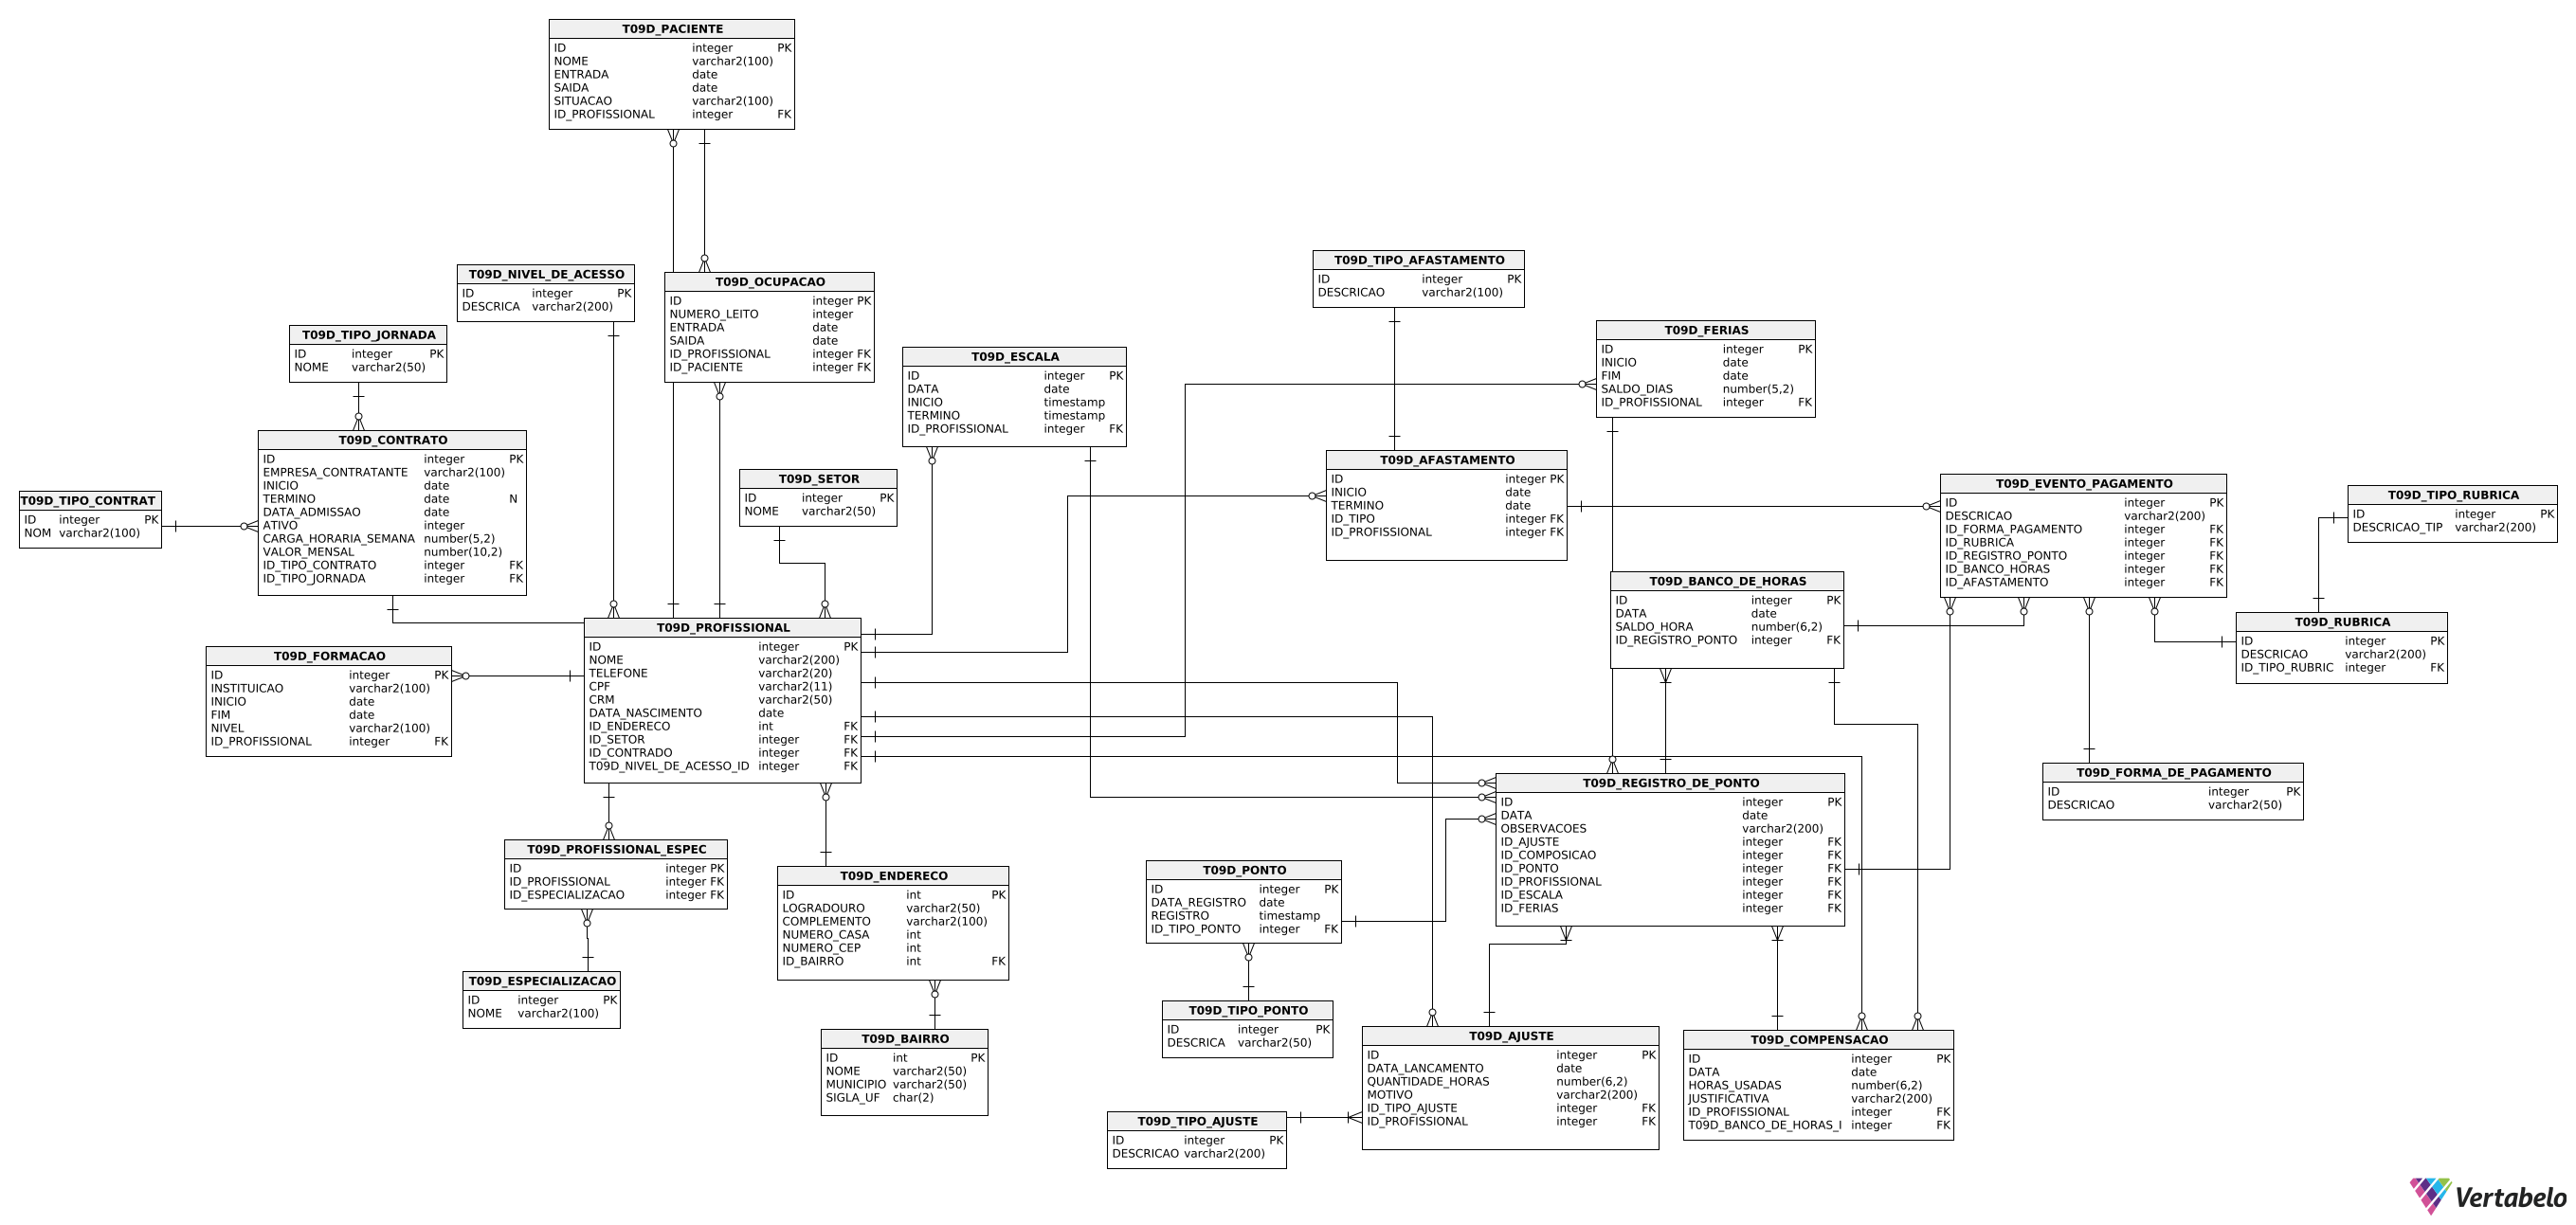 T09D_PACIENTE
ID integer PK
NOME varchar2(100)
ENTRADA date
SAIDA date
SITUACAO varchar2(100)
ID_PROFISSIONAL integer FK
T09D_NIVEL_DE_ACESSO
ID integer PK
DESCRICA varchar2(200)
T09D_OCUPACAO
ID integer PK
NUMERO_LEITO integer
ENTRADA date
SAIDA date
ID_PROFISSIONAL integer FK
ID_PACIENTE integer FK
T09D_TIPO_JORNADA
ID integer PK
NOME varchar2(50)
T09D_ESCALA
ID integer PK
DATA date
INICIO timestamp
TERMINO timestamp
ID_PROFISSIONAL integer FK
T09D_TIPO_AFASTAMENTO
ID integer PK
DESCRICAO varchar2(100)
T09D_FERIAS
ID integer PK
INICIO date
FIM date
SALDO_DIAS number(5,2)
ID_PROFISSIONAL integer FK
T09D_CONTRATO
ID integer PK
EMPRESA_CONTRATANTE varchar2(100)
INICIO date
TERMINO date N
DATA_ADMISSAO date
ATIVO integer
CARGA_HORARIA_SEMANA number(5,2)
VALOR_MENSAL number(10,2)
ID_TIPO_CONTRATO integer FK
ID_TIPO_JORNADA integer FK
T09D_TIPO_CONTRAT
ID integer PK
NOM varchar2(100)
T09D_SETOR
ID integer PK
NOME varchar2(50)
T09D_AFASTAMENTO
ID integer PK
INICIO date
TERMINO date
ID_TIPO integer FK
ID_PROFISSIONAL integer FK
T09D_EVENTO_PAGAMENTO
ID integer PK
DESCRICAO varchar2(200)
ID_FORMA_PAGAMENTO integer FK
ID_RUBRICA integer FK
ID_REGISTRO_PONTO integer FK
ID_BANCO_HORAS integer FK
ID_AFASTAMENTO integer FK
T09D_TIPO_RUBRICA
ID integer PK
DESCRICAO_TIP varchar2(200)
T09D_BANCO_DE_HORAS
ID integer PK
DATA date
SALDO_HORA number(6,2)
ID_REGISTRO_PONTO integer FK
T09D_RUBRICA
ID integer PK
DESCRICAO varchar2(200)
ID_TIPO_RUBRIC integer FK
T09D_PROFISSIONAL
ID integer PK
NOME varchar2(200)
TELEFONE varchar2(20)
CPF varchar2(11)
CRM varchar2(50)
DATA_NASCIMENTO date
ID_ENDERECO int FK
ID_SETOR integer FK
ID_CONTRADO integer FK
T09D_NIVEL_DE_ACESSO_ID integer FK
T09D_FORMACAO
ID integer PK
INSTITUICAO varchar2(100)
INICIO date
FIM date
NIVEL varchar2(100)
ID_PROFISSIONAL integer FK
T09D_FORMA_DE_PAGAMENTO
ID integer PK
DESCRICAO varchar2(50)
T09D_REGISTRO_DE_PONTO
ID integer PK
DATA date
OBSERVACOES varchar2(200)
ID_AJUSTE integer FK
ID_COMPOSICAO integer FK
ID_PONTO integer FK
ID_PROFISSIONAL integer FK
ID_ESCALA integer FK
ID_FERIAS integer FK
T09D_PROFISSIONAL_ESPEC
ID integer PK
ID_PROFISSIONAL integer FK
ID_ESPECIALIZACAO integer FK
T09D_ENDERECO
ID int PK
LOGRADOURO varchar2(50)
COMPLEMENTO varchar2(100)
NUMERO_CASA int
NUMERO_CEP int
ID_BAIRRO int FK
T09D_PONTO
ID integer PK
DATA_REGISTRO date
REGISTRO timestamp
ID_TIPO_PONTO integer FK
T09D_ESPECIALIZACAO
ID integer PK
NOME varchar2(100)
T09D_TIPO_PONTO
ID integer PK
DESCRICA varchar2(50)
T09D_BAIRRO
ID int PK
NOME varchar2(50)
MUNICIPIO varchar2(50)
SIGLA_UF char(2)
T09D_AJUSTE
ID integer PK
DATA_LANCAMENTO date
QUANTIDADE_HORAS number(6,2)
MOTIVO varchar2(200)
ID_TIPO_AJUSTE integer FK
ID_PROFISSIONAL integer FK
T09D_COMPENSACAO
ID integer PK
DATA date
HORAS_USADAS number(6,2)
JUSTIFICATIVA varchar2(200)
ID_PROFISSIONAL integer FK
T09D_BANCO_DE_HORAS_I integer FK
T09D_TIPO_AJUSTE
ID integer PK
DESCRICAO varchar2(200)
Vertabelo